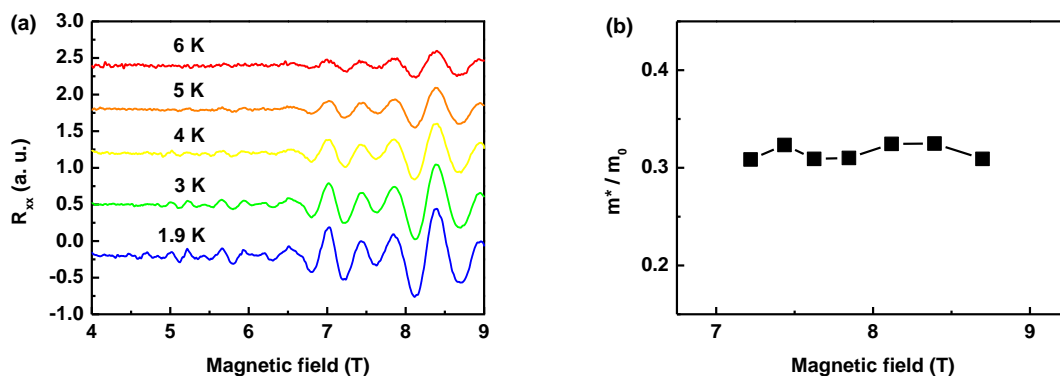 (a)
R_xx (a. u.)
3.0
2.5
2.0
1.5
1.0
0.5
0.0
-0.5
-1.0
6 K
5 K
4 K
3 K
1.9 K
4 5 6 7 8 9
Magnetic field (T)
(b)
m* / m_0
0.4
0.3
0.2
7 8 9
Magnetic field (T)